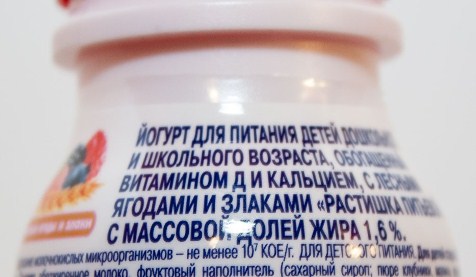 ЙОГУРТ ДЛЯ ПИТАНИЯ ДЕТЕЙ
И ШКОЛЬНОГО ВОЗРАСТА,
ВИТАМИНОМ Д И КАЛЬЦИЕМ, С
ЯГОДАМИ И ЗЛАКАМИ «РАСТИШКА
С МАССОВОЙ ДОЛЕЙ ЖИРА 1,6 %.
молочнокислых микроорганизмов – не менее 10⁷ КОЕ/г. ДЛЯ ДЕТСКОГО ПИТАНИЯ. Для
молоко, фруктовый наполнитель (сахарный сироп, пюре